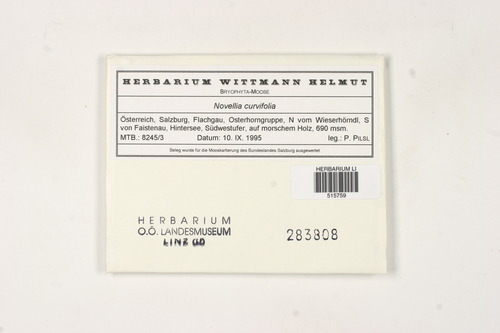 HERBARIUM WITTMANN HELMUT
BRYOPHYTA-MOOSE
Novellia curvifolia
Österreich, Salzburg, Flachgau, Osterhorngruppe, N vom Wieserhörndl, S
von Faistenau, Hintersee, Südwestufer, auf morschem Holz, 690 msm.
MTB.: 8245/3 Datum: 10. IX. 1995 leg.: P. PILSL
Beleg wurde für die Mooskartierung des Bundeslandes Salzburg ausgewertet
HERBARIUM LI
515759
HERBARIUM
O.Ö. LANDESMUSEUM
LINZ
283808